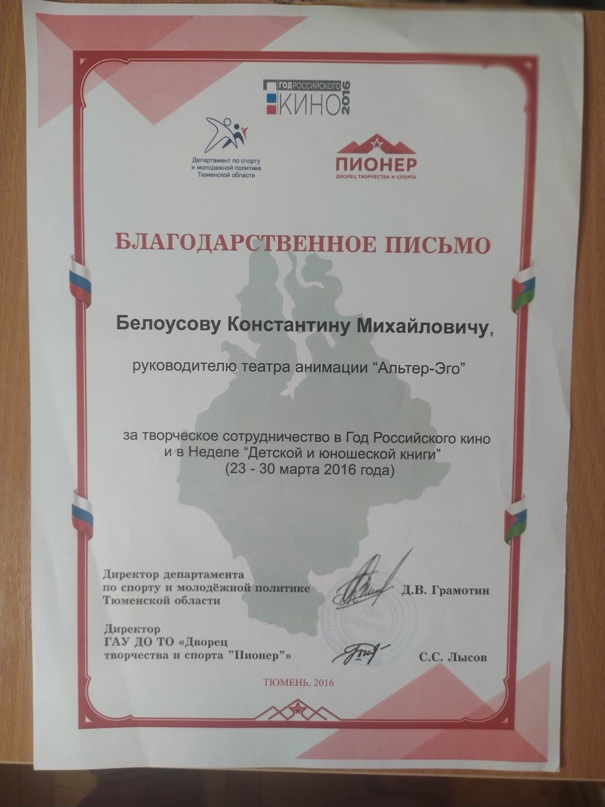 ГОД РОССИЙСКОГО
КИНО 2016
Департамент по спорту
и молодежной политике
Тюменской области
ПИОНЕР
ДВОРЕЦ ТВОРЧЕСТВА И СПОРТА
БЛАГОДАРСТВЕННОЕ ПИСЬМО
Белоусову Константину Михайловичу,
руководителю театра анимации “Альтер-Эго”
за творческое сотрудничество в Год Российского кино
и в Неделе “Детской и юношеской книги”
(23 - 30 марта 2016 года)
Директор департамента
по спорту и молодёжной политике
Тюменской области
Д.В. Грамотин
Директор
ГАУ ДО ТО «Дворец
творчества и спорта "Пионер"»
С.С. Лысов
ТЮМЕНЬ, 2016